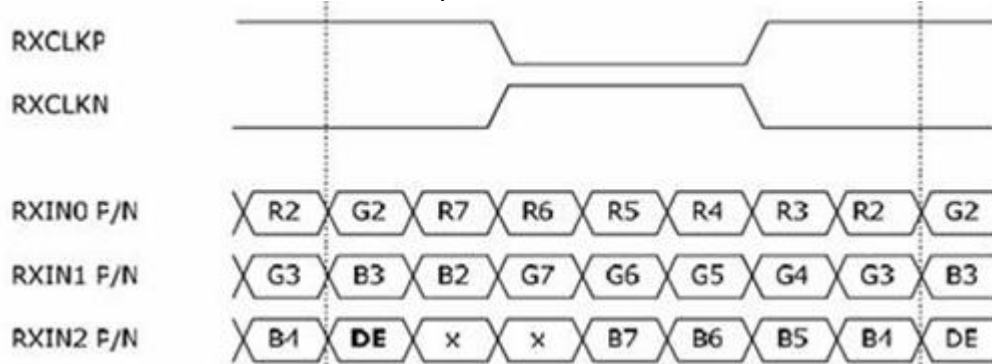 RXCLKP
RXCLKN
RXIN0 P/N R2 G2 R7 R6 R5 R4 R3 R2 G2
RXIN1 P/N G3 B3 B2 G7 G6 G5 G4 G3 B3
RXIN2 P/N B4 DE x x B7 B6 B5 B4 DE